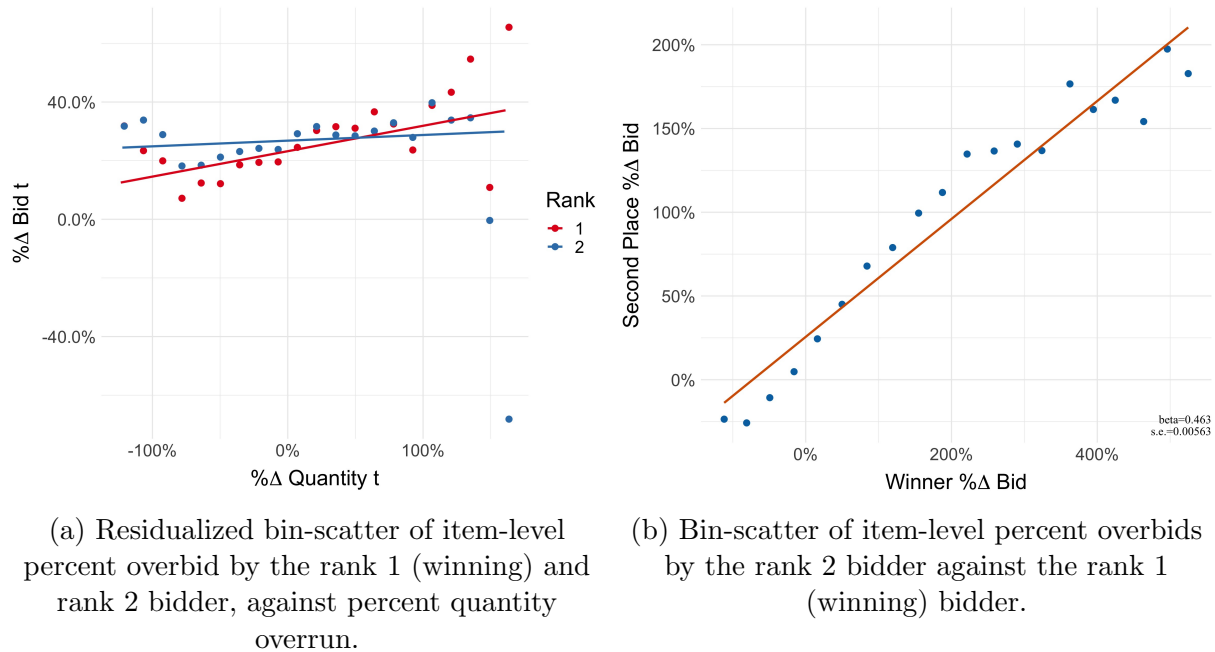 40.0%
0.0%
-40.0%
%Δ Bid t
-100%
0%
100%
%Δ Quantity t
Rank
1
2
200%
150%
100%
50%
0%
Second Place %Δ Bid
beta=0.463
s.e.=0.00563
0%
200%
400%
Winner %Δ Bid
(a) Residualized bin-scatter of item-level
percent overbid by the rank 1 (winning) and
rank 2 bidder, against percent quantity
overrun.
(b) Bin-scatter of item-level percent overbids
by the rank 2 bidder against the rank 1
(winning) bidder.